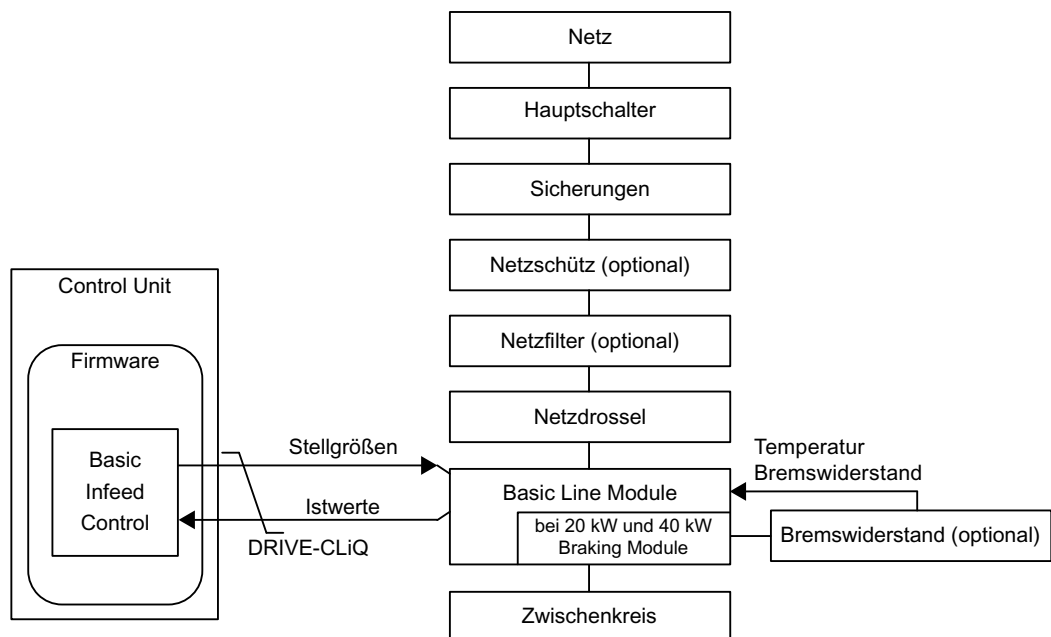 Netz
Hauptschalter
Sicherungen
Netzschütz (optional)
Netzfilter (optional)
Netzdrossel
Control Unit
Firmware
Basic
Infeed
Control
Stellgrößen
Istwerte
DRIVE-CLiQ
Basic Line Module
bei 20 kW und 40 kW
Braking Module
Temperatur
Bremswiderstand
Bremswiderstand (optional)
Zwischenkreis